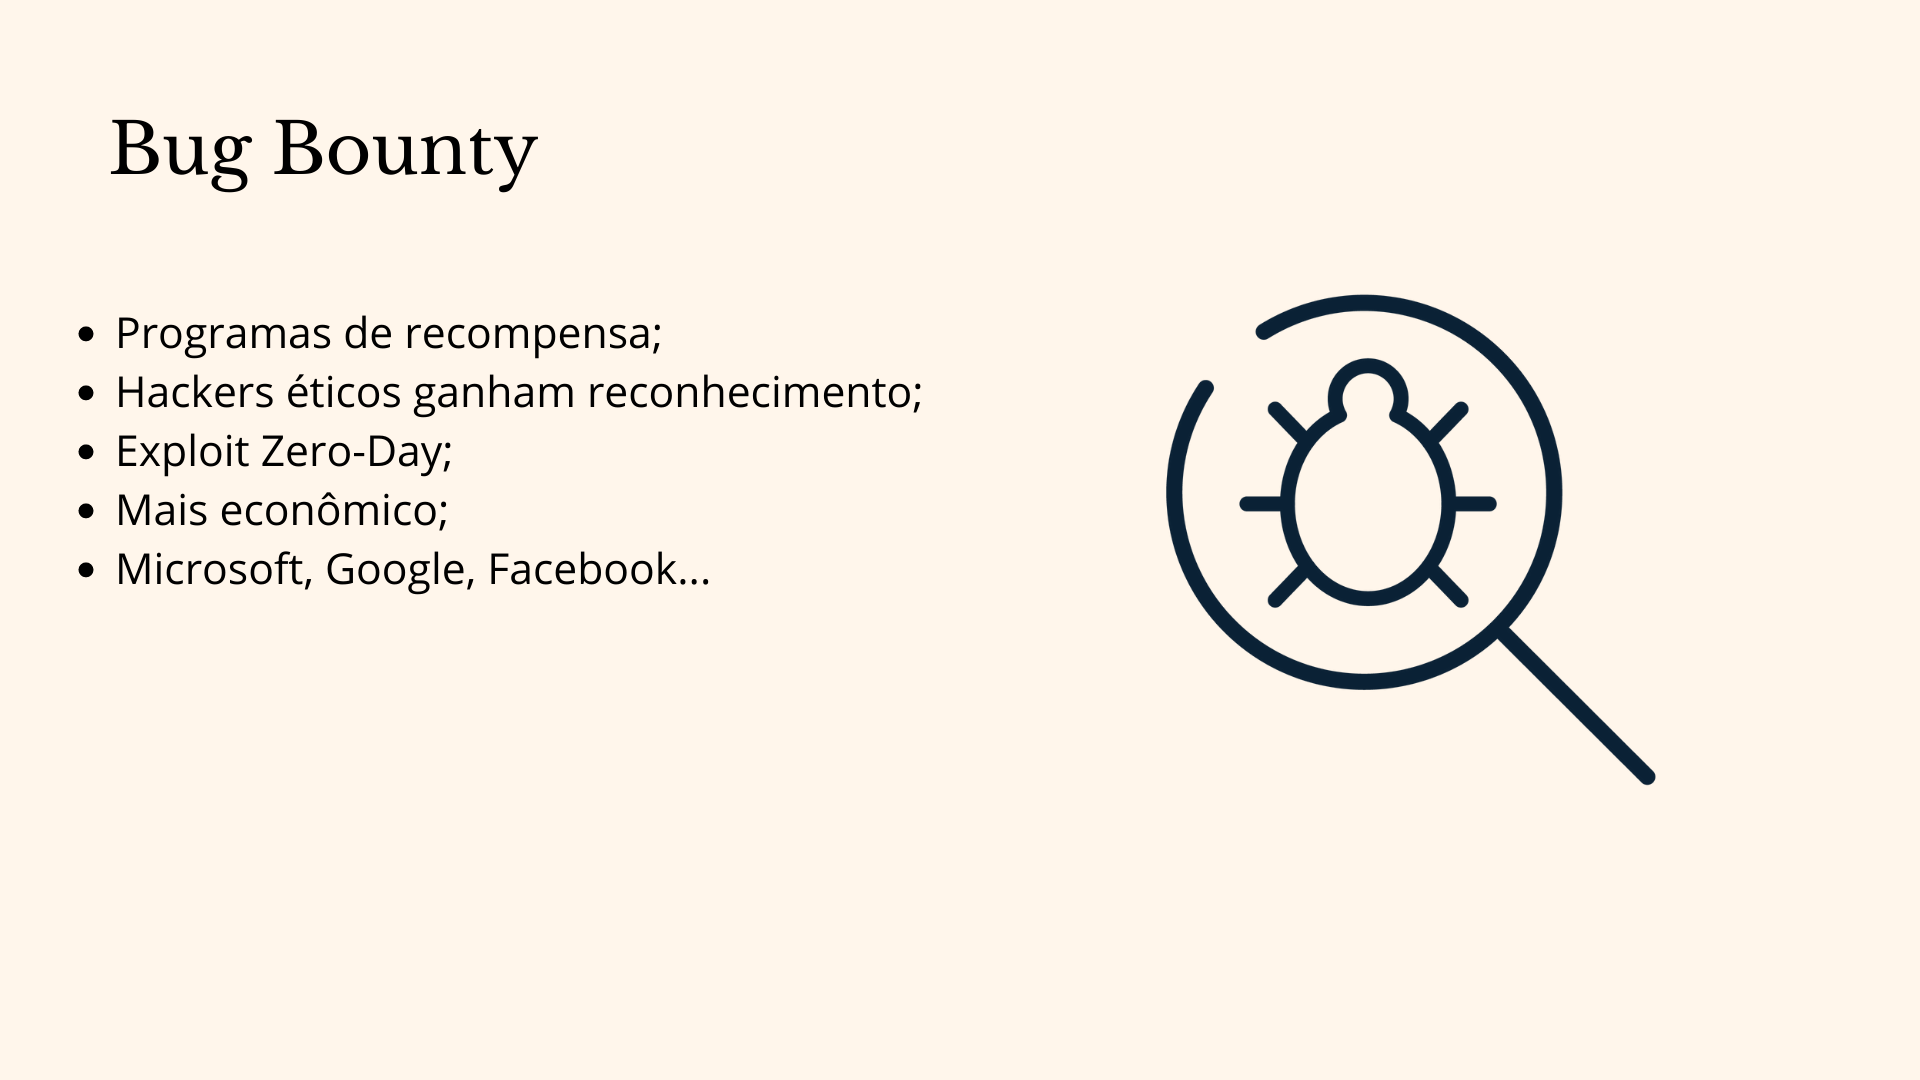 Bug Bounty
Programas de recompensa;
Hackers éticos ganham reconhecimento;
Exploit Zero-Day;
Mais econômico;
Microsoft, Google, Facebook...